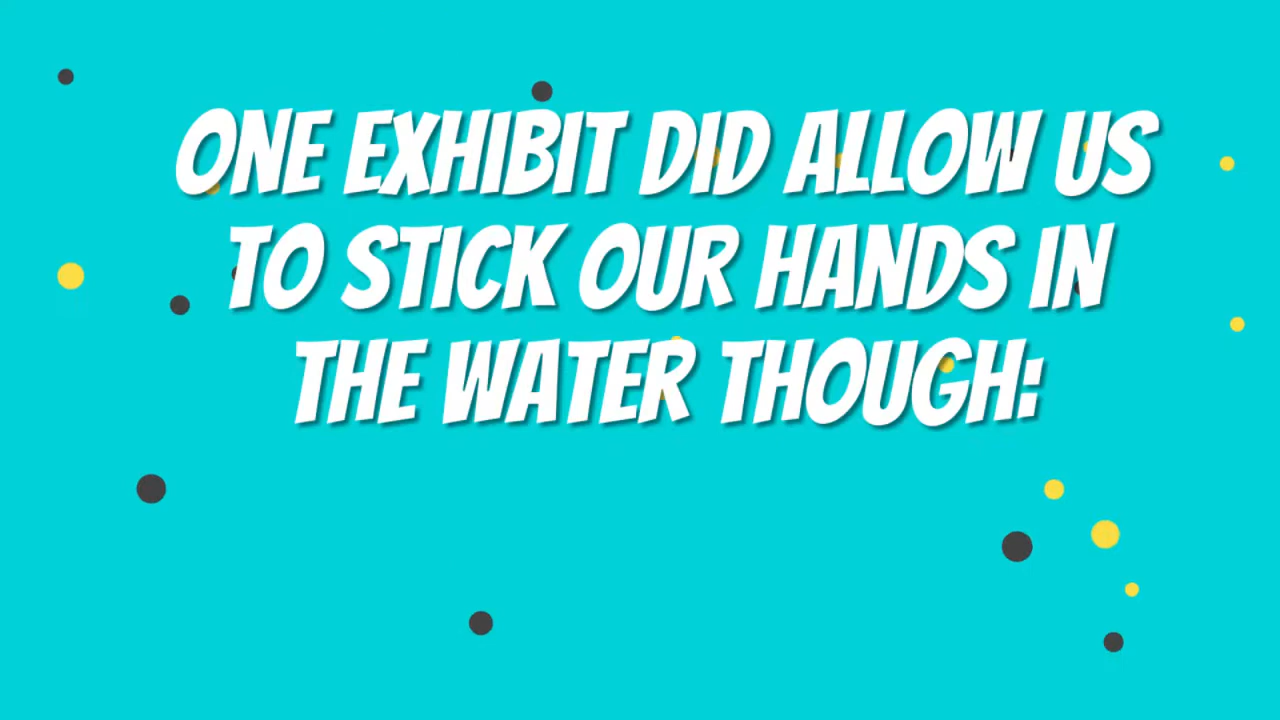 ONE EXHIBIT DID ALLOW US
TO STICK OUR HANDS IN
THE WATER THOUGH: